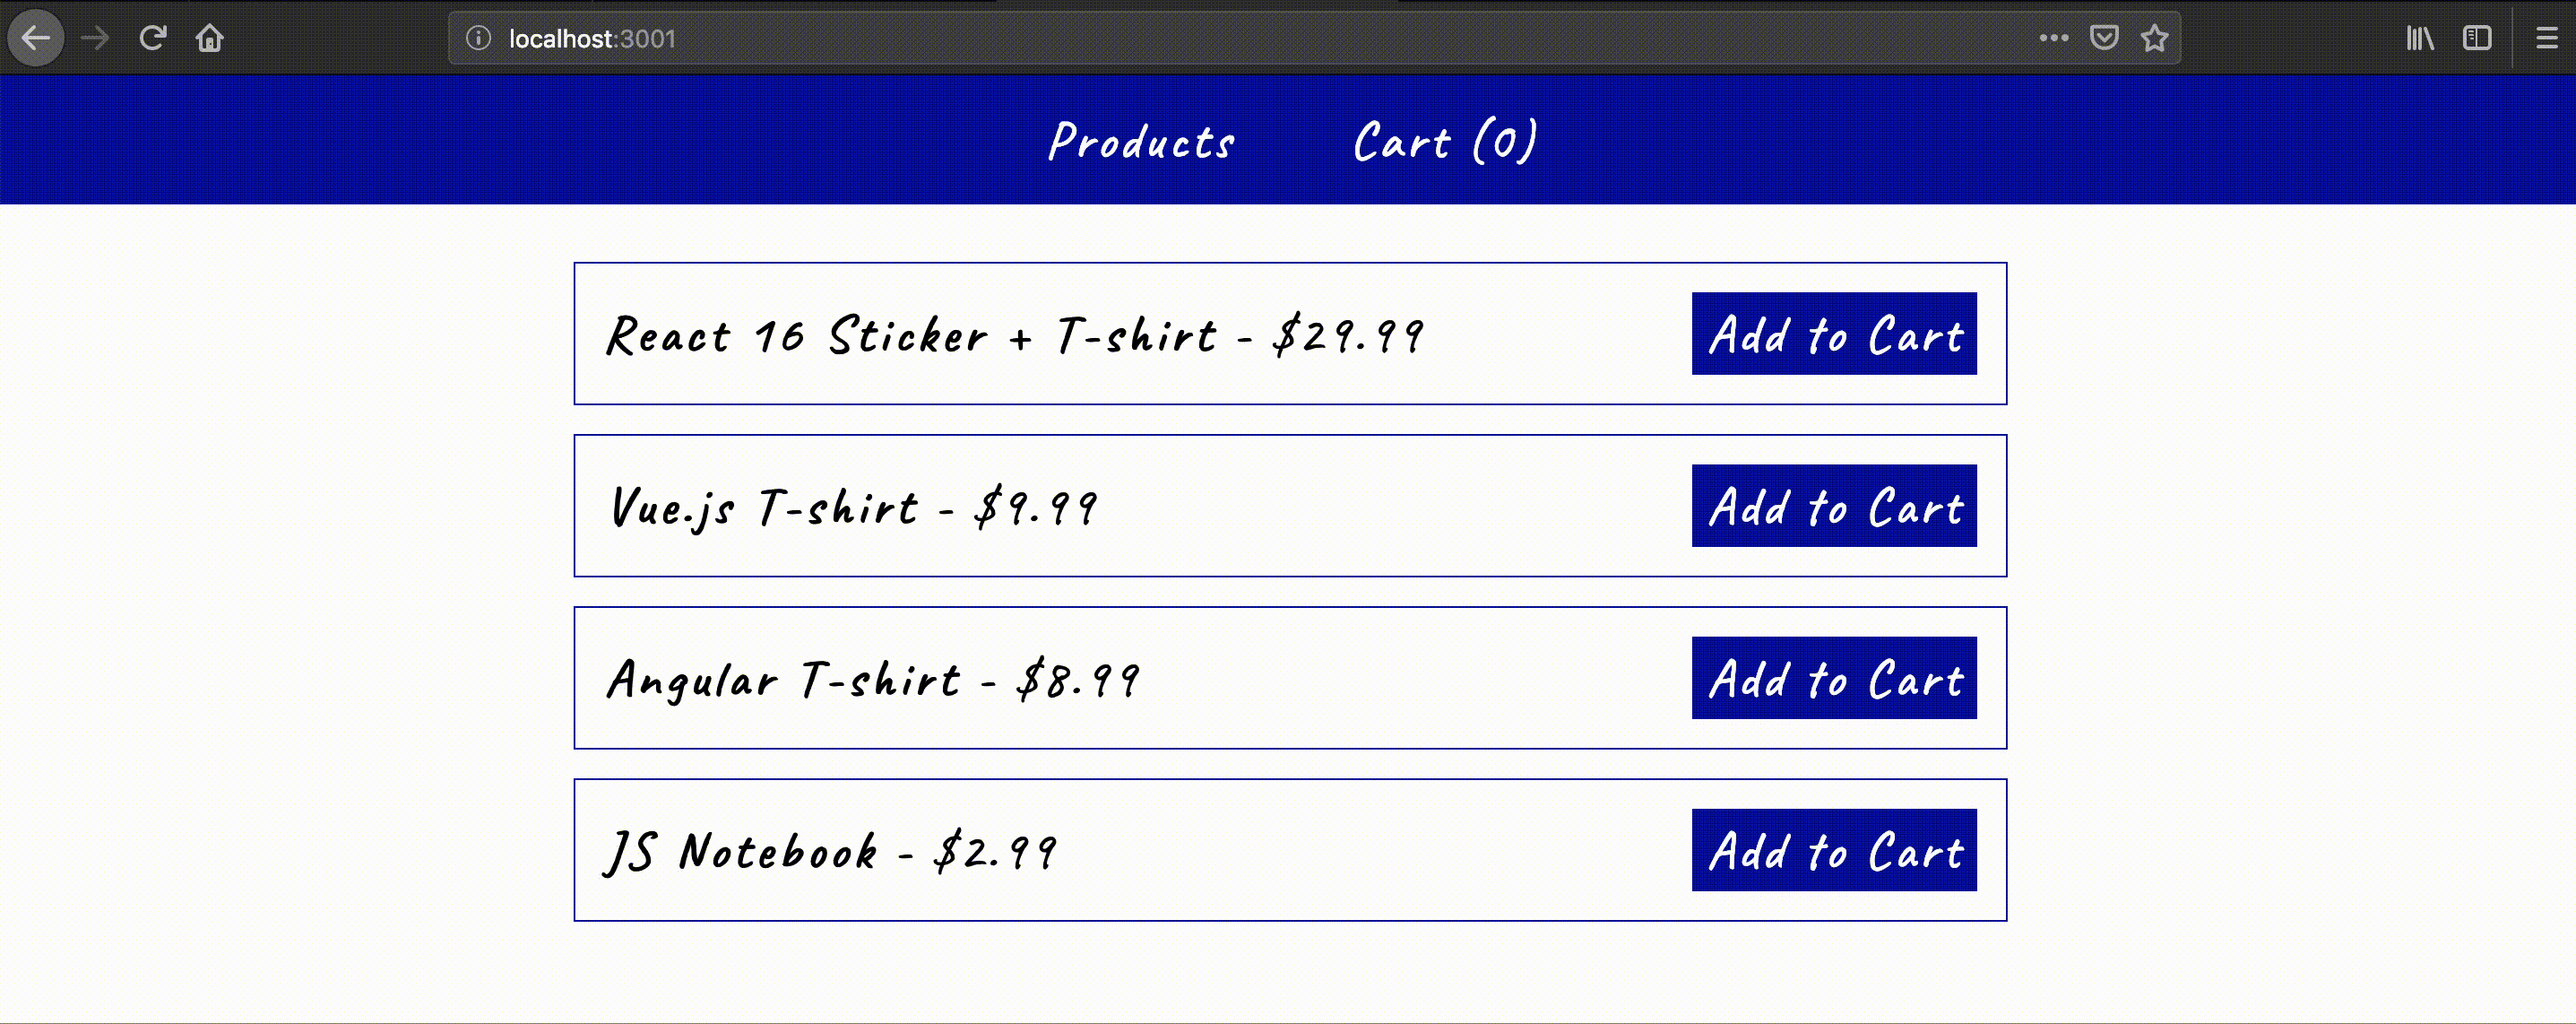 localhost:3001
Products Cart (0)
React 16 Sticker + T-shirt - $29.99 Add to Cart
Vue.js T-shirt - $9.99 Add to Cart
Angular T-shirt - $8.99 Add to Cart
JS Notebook - $2.99 Add to Cart